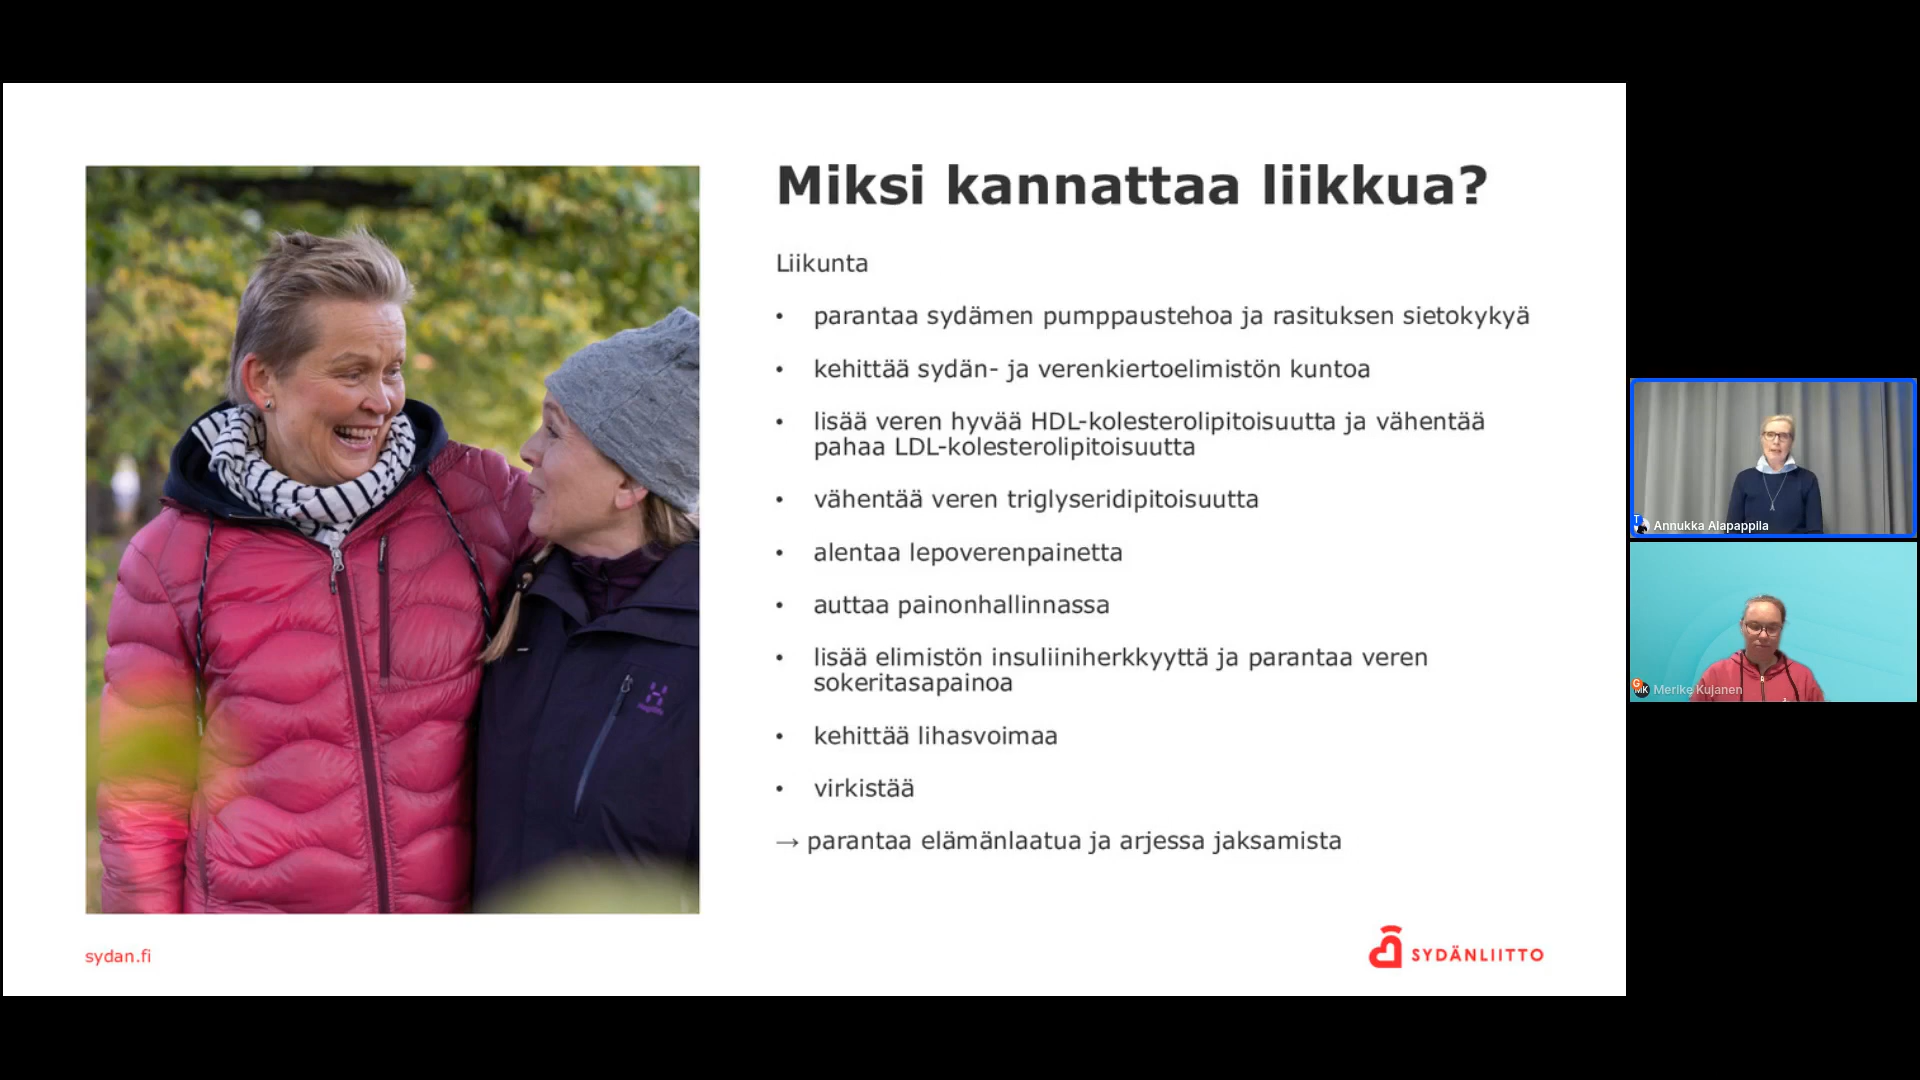 Miksi kannattaa liikkua?
Liikunta
• parantaa sydämen pumppaustehoa ja rasituksen sietokykyä
• kehittää sydän- ja verenkiertoelimistön kuntoa
• lisää veren hyvää HDL-kolesterolipitoisuutta ja vähentää
pahaa LDL-kolesterolipitoisuutta
• vähentää veren triglyseridipitoisuutta
• alentaa lepoverenpainetta
• auttaa painonhallinnassa
• lisää elimistön insuliiniherkkyyttä ja parantaa veren
sokeritasapainoa
• kehittää lihasvoimaa
• virkistää
→ parantaa elämänlaatua ja arjessa jaksamista
sydan.fi
SYDÄNLIITTO
Annukka Alapappila
MK Merike Kujanen